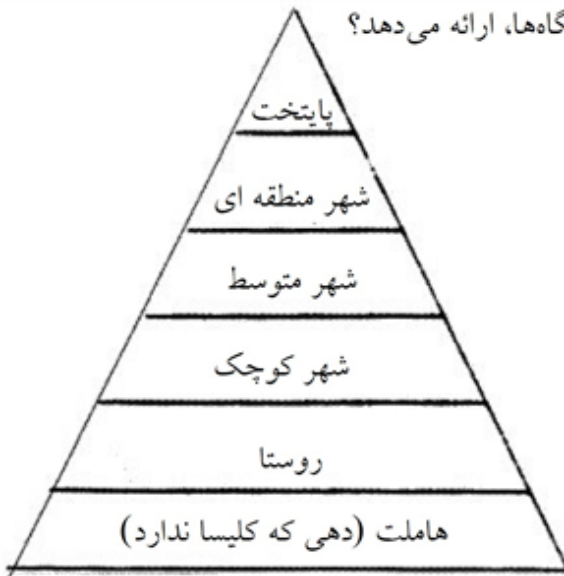 گاه‌ها، ارائه می‌دهد؟
پایتخت
شهر منطقه ای
شهر متوسط
شهر کوچک
روستا
هاملت (دهی که کلیسا ندارد)